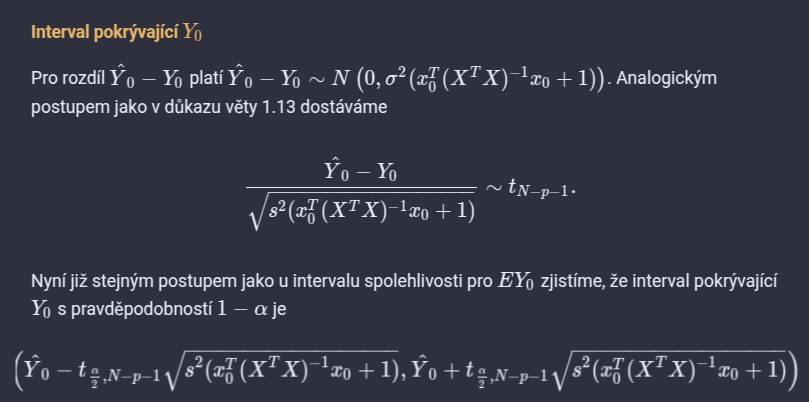 Interval pokrývající $Y_0$
Pro rozdíl $\hat{Y}_0 - Y_0$ platí $\hat{Y}_0 - Y_0 \sim N\left(0, \sigma^2(x_0^T(X^TX)^{-1}x_0 + 1)\right)$. Analogickým
postupem jako v důkazu věty 1.13 dostáváme
$\frac{\hat{Y}_0 - Y_0}{\sqrt{s^2(x_0^T(X^TX)^{-1}x_0 + 1)}} \sim t_{N-p-1}.$
Nyní již stejným postupem jako u intervalu spolehlivosti pro $EY_0$ zjistíme, že interval pokrývající
$Y_0$ s pravděpodobností $1 - \alpha$ je
$\left(\hat{Y}_0 - t_{\frac{\alpha}{2},N-p-1}\sqrt{s^2(x_0^T(X^TX)^{-1}x_0 + 1)}, \hat{Y}_0 + t_{\frac{\alpha}{2},N-p-1}\sqrt{s^2(x_0^T(X^TX)^{-1}x_0 + 1)}\right)$